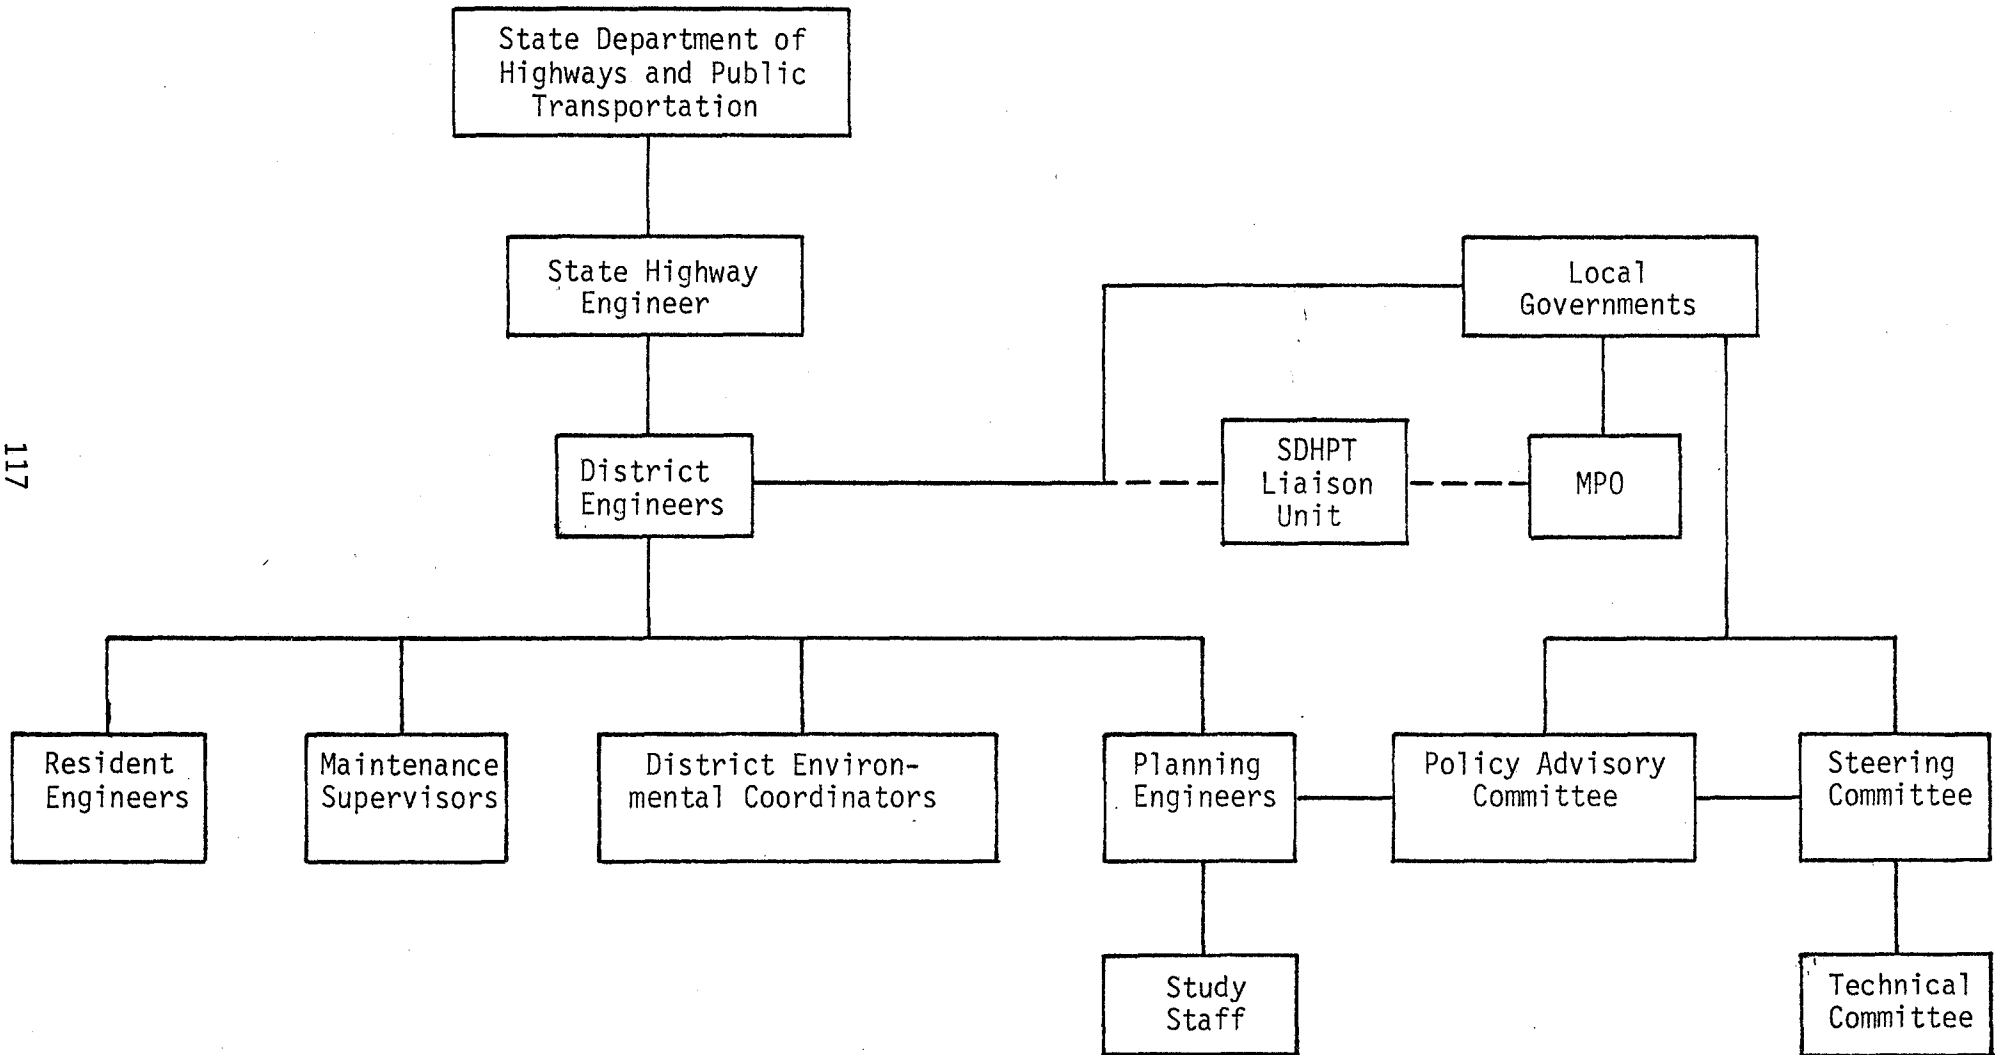 State Department of
Highways and Public
Transportation
State Highway
Engineer
Local
Governments
District
Engineers
SDHPT
Liaison
Unit
MPO
117
Resident
Engineers
Maintenance
Supervisors
District Environ-
mental Coordinators
Planning
Engineers
Policy Advisory
Committee
Steering
Committee
Study
Staff
Technical
Committee